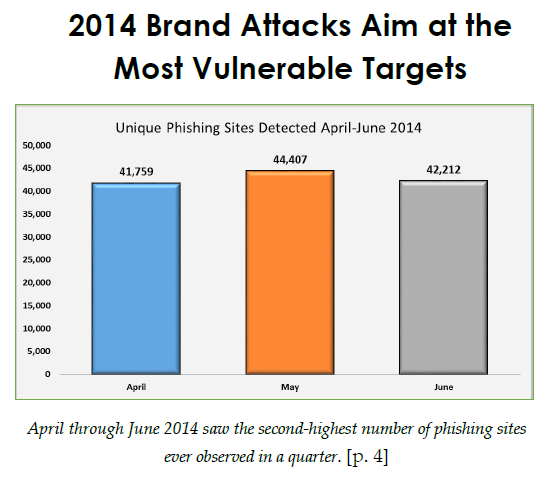 2014 Brand Attacks Aim at the
Most Vulnerable Targets
Unique Phishing Sites Detected April-June 2014
50,000
45,000
40,000
35,000
30,000
25,000
20,000
15,000
10,000
5,000
0
41,759
44,407
42,212
April
May
June
April through June 2014 saw the second-highest number of phishing sites
ever observed in a quarter. [p. 4]